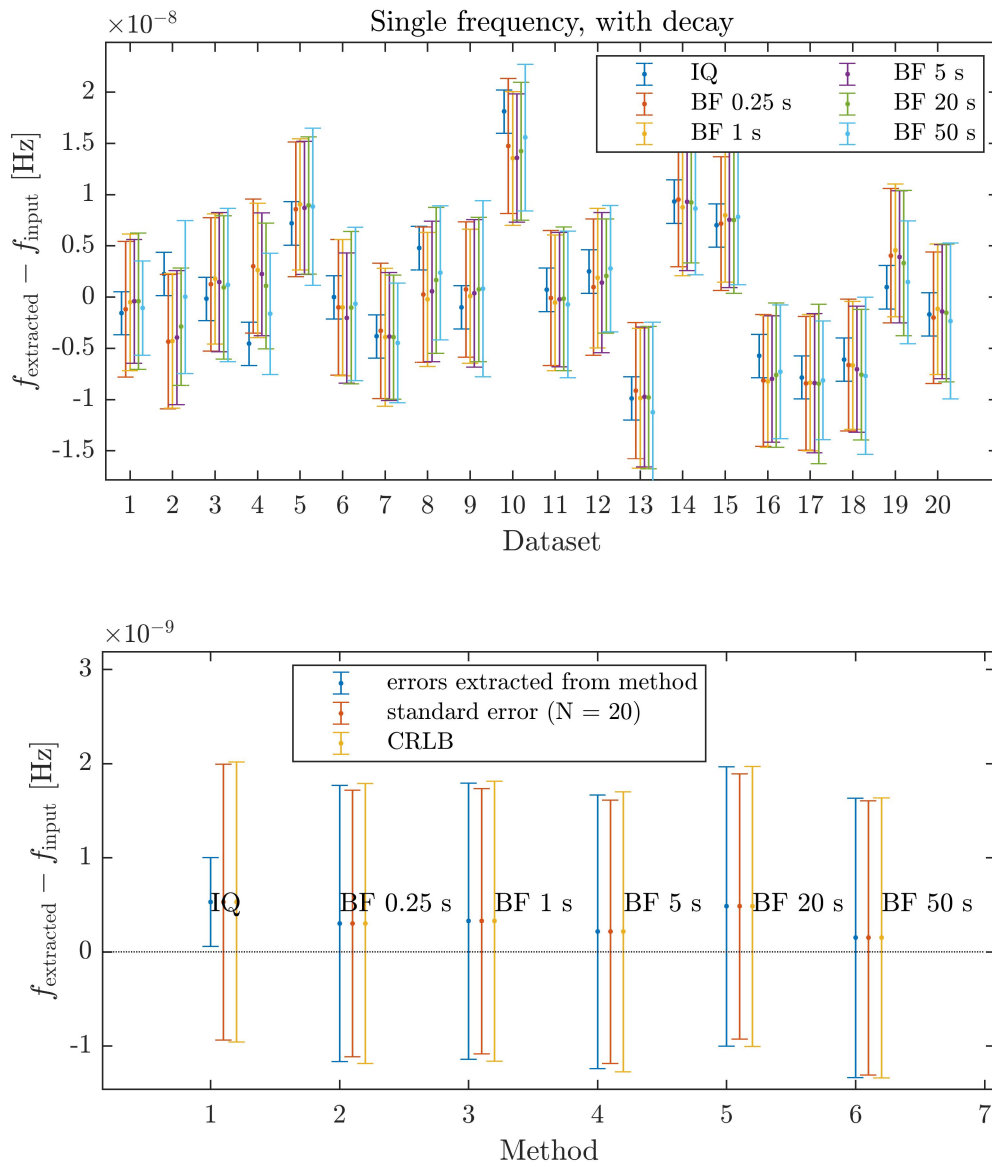 ×10⁻⁸
Single frequency, with decay
2
1.5
1
0.5
0
-0.5
-1
-1.5
f_extracted − f_input [Hz]
IQ
BF 0.25 s
BF 1 s
BF 5 s
BF 20 s
BF 50 s
1 2 3 4 5 6 7 8 9 10 11 12 13 14 15 16 17 18 19 20
Dataset
×10⁻⁹
3
2
1
0
-1
f_extracted − f_input [Hz]
errors extracted from method
standard error (N = 20)
CRLB
IQ BF 0.25 s BF 1 s BF 5 s BF 20 s BF 50 s
1 2 3 4 5 6 7
Method